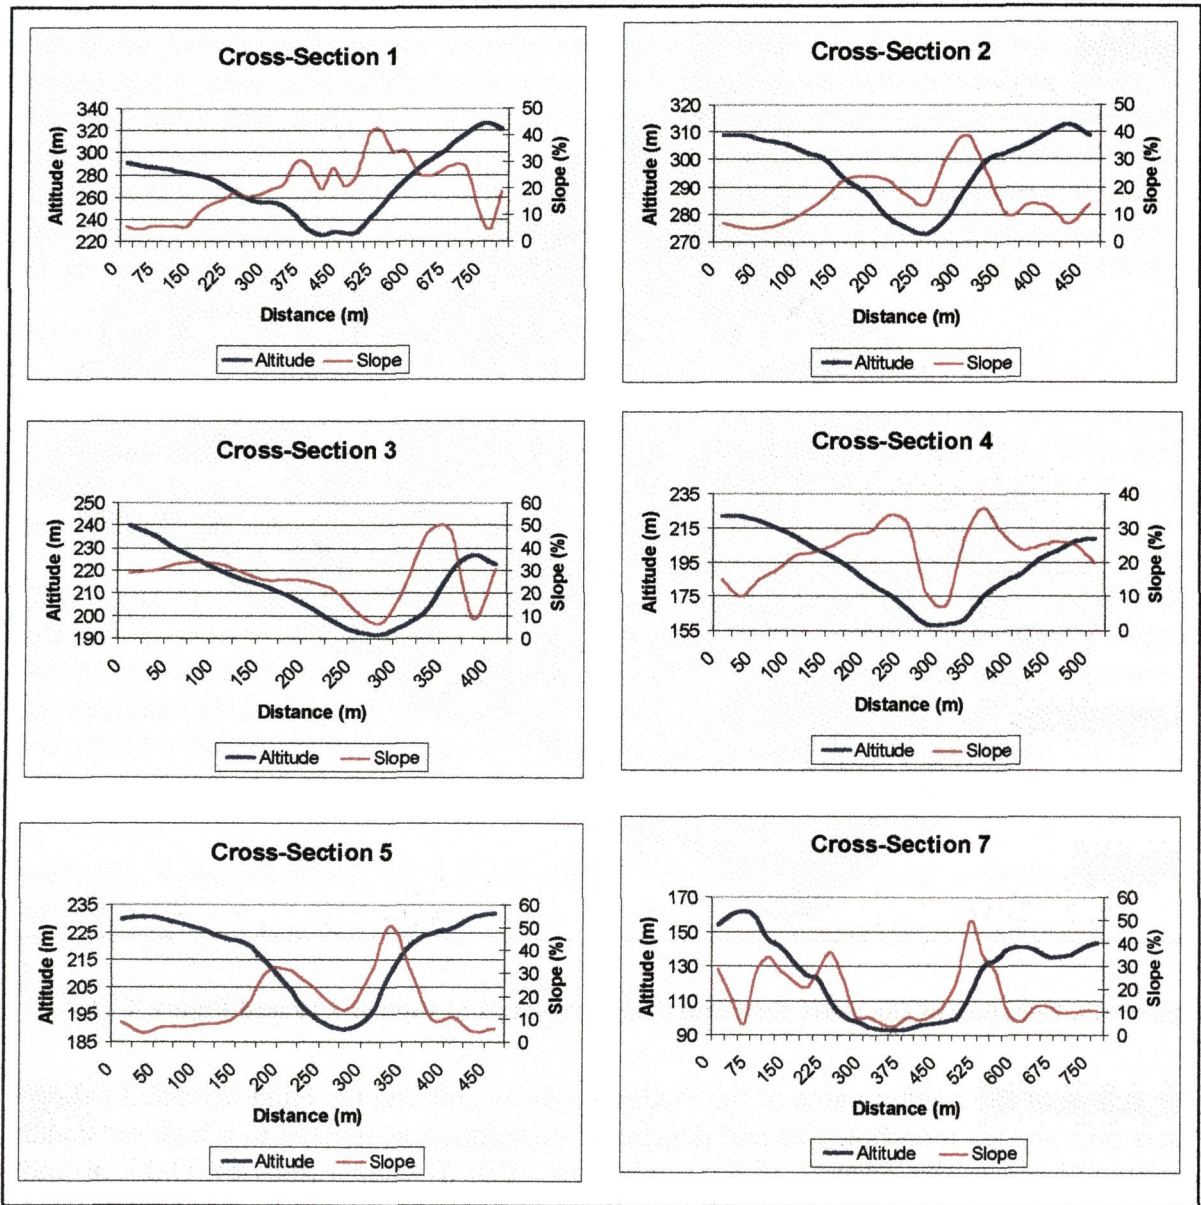 Cross-Section 1
Altitude (m)
340
320
300
280
260
240
220
50
40
30
20
10
0
Slope (%)
0 75 150 225 300 375 450 525 600 675 750
Distance (m)
Altitude Slope
Cross-Section 2
Altitude (m)
320
310
300
290
280
270
50
40
30
20
10
0
Slope (%)
0 50 100 150 200 250 300 350 400 450
Distance (m)
Altitude Slope
Cross-Section 3
Altitude (m)
250
240
230
220
210
200
190
60
50
40
30
20
10
0
Slope (%)
0 50 100 150 200 250 300 350 400
Distance (m)
Altitude Slope
Cross-Section 4
Altitude (m)
235
215
195
175
155
40
30
20
10
0
Slope (%)
0 50 100 150 200 250 300 350 400 450 500
Distance (m)
Altitude Slope
Cross-Section 5
Altitude (m)
235
225
215
205
195
185
60
50
40
30
20
10
0
Slope (%)
0 50 100 150 200 250 300 350 400 450
Distance (m)
Altitude Slope
Cross-Section 7
Altitude (m)
170
150
130
110
90
60
50
40
30
20
10
0
Slope (%)
0 75 150 225 300 375 450 525 600 675 750
Distance (m)
Altitude Slope